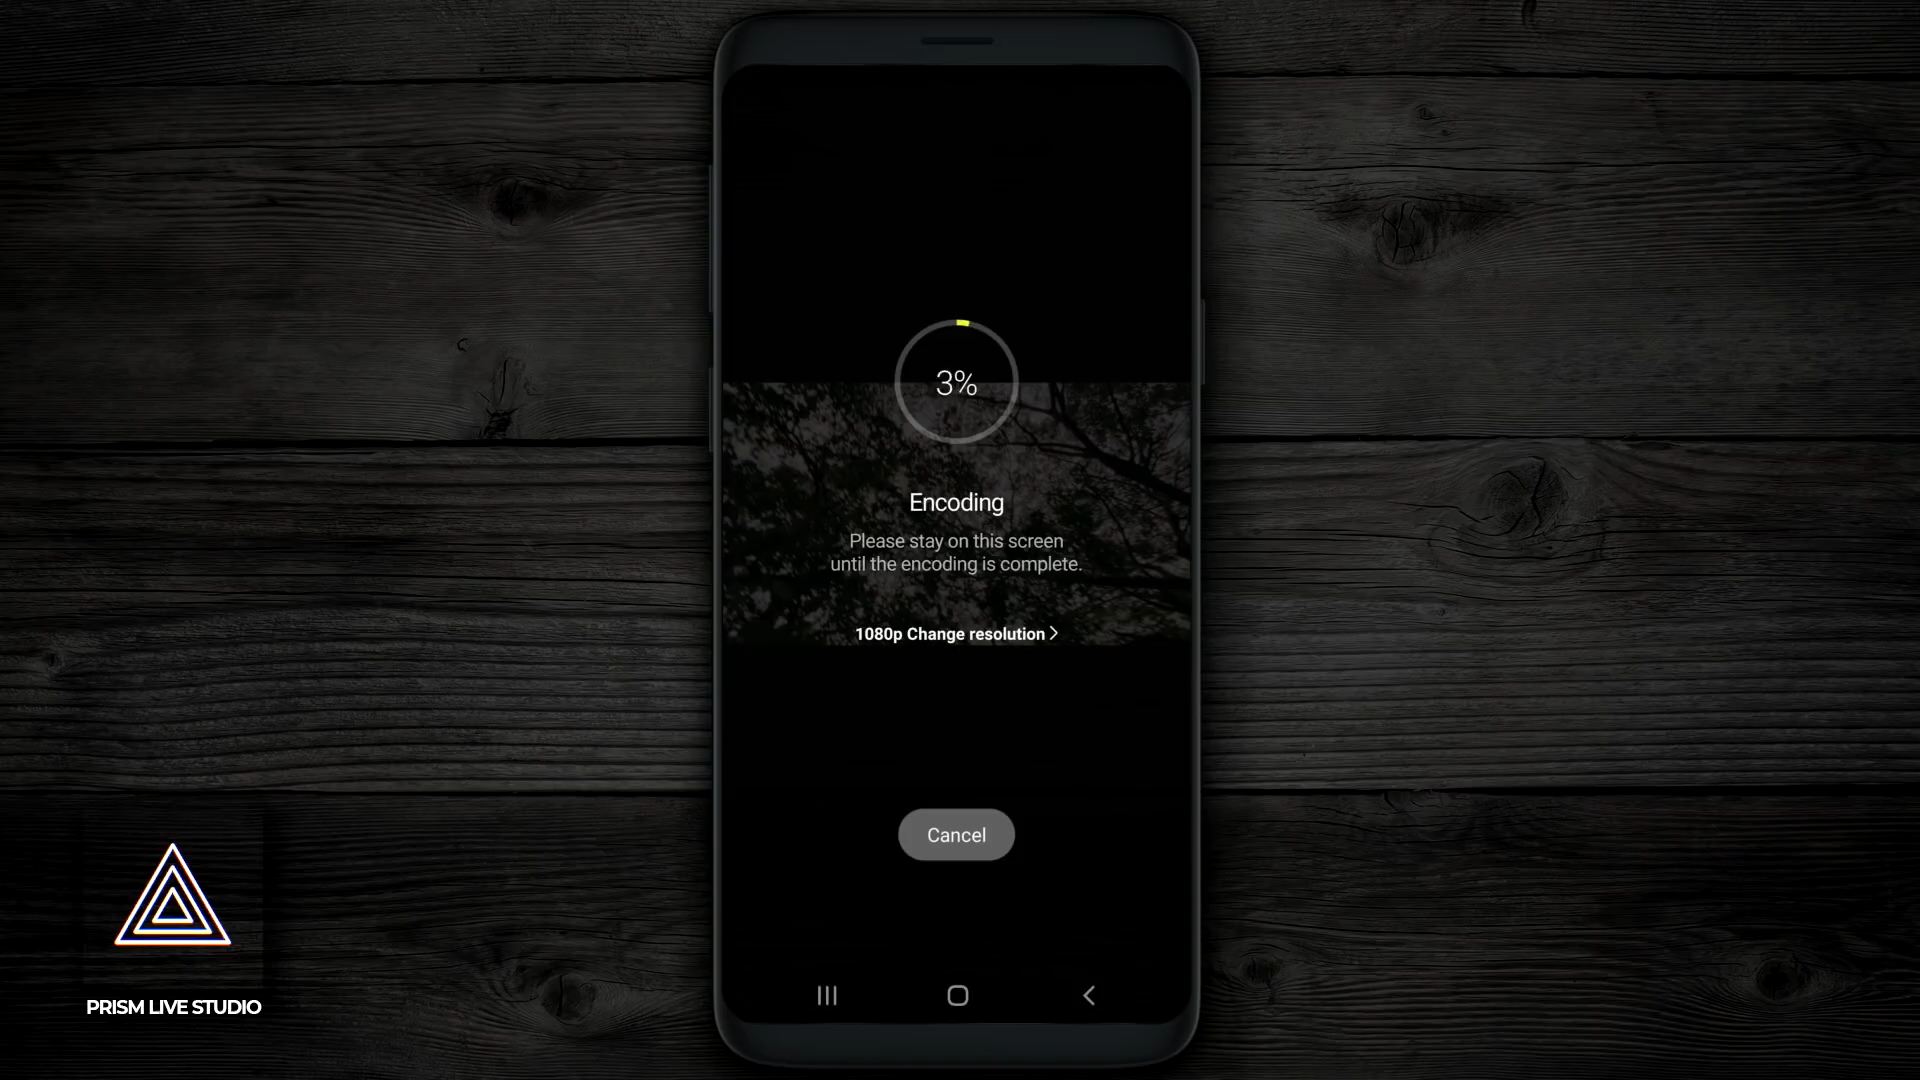 3%
Encoding
Please stay on this screen
until the encoding is complete.
1080p Change resolution
Cancel
PRISM LIVE STUDIO